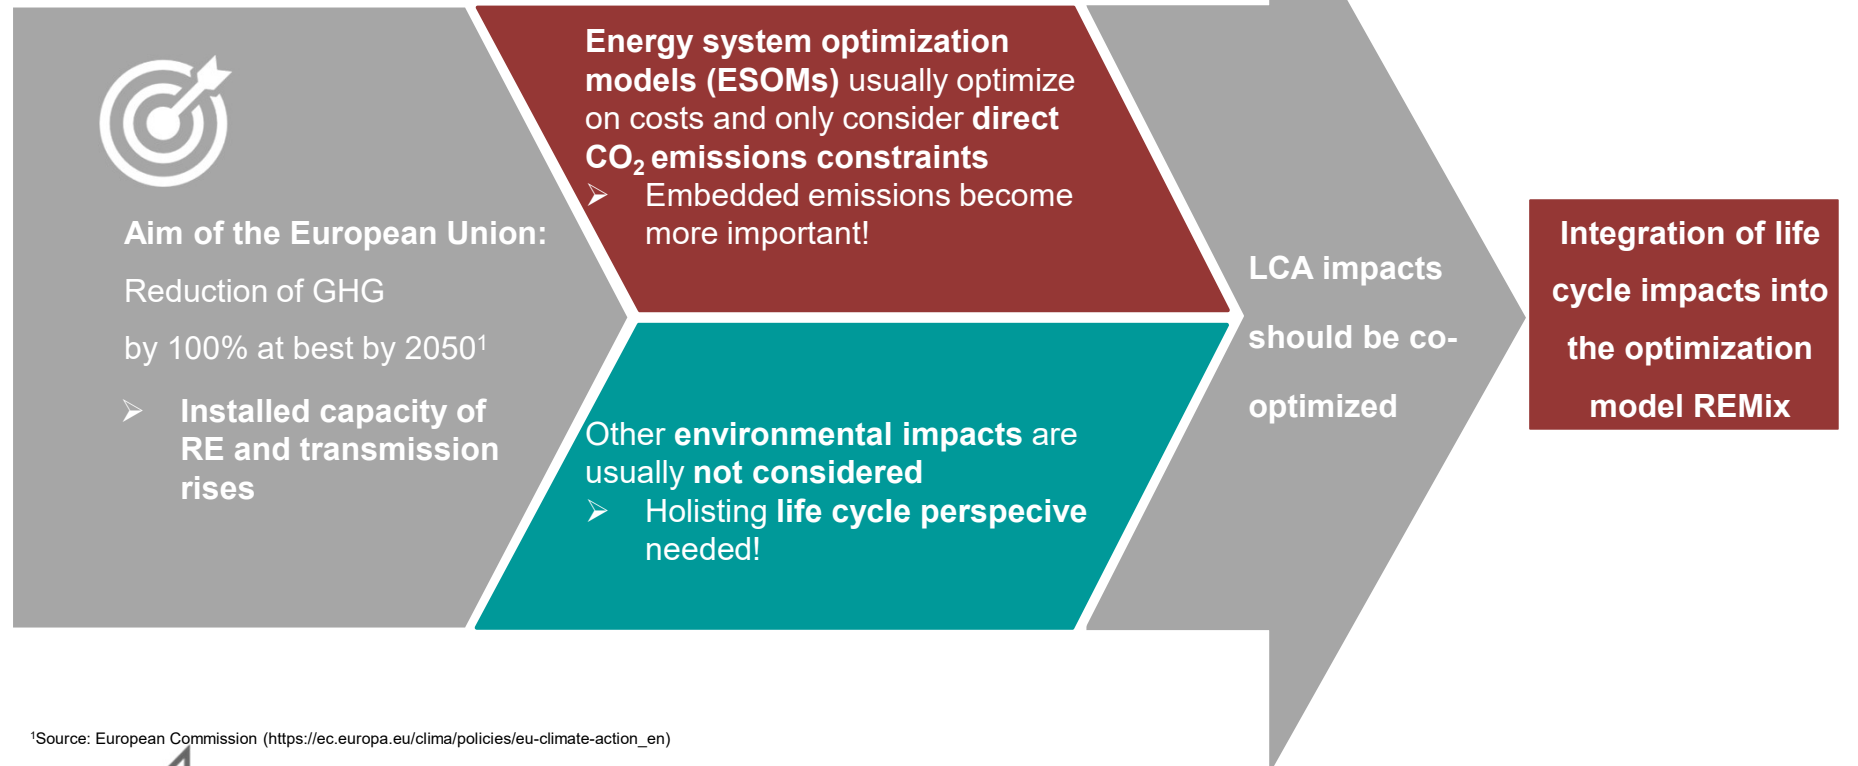 Aim of the European Union:
Reduction of GHG
by 100% at best by 2050¹
➢ Installed capacity of
RE and transmission
rises
Energy system optimization
models (ESOMs) usually optimize
on costs and only consider direct
CO₂ emissions constraints
➢ Embedded emissions become
more important!
Other environmental impacts are
usually not considered
➢ Holisting life cycle perspecive
needed!
LCA impacts
should be co-
optimized
Integration of life
cycle impacts into
the optimization
model REMix
¹Source: European Commission (https://ec.europa.eu/clima/policies/eu-climate-action_en)